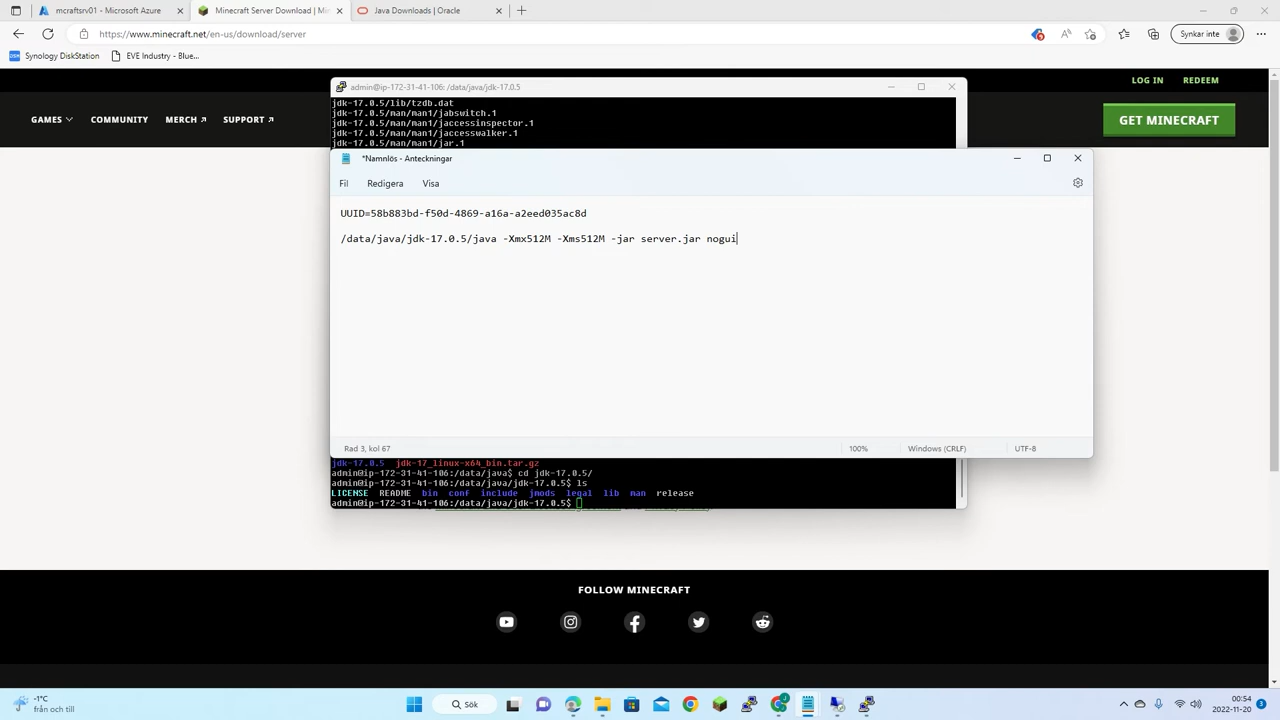 mcraftsrv01 - Microsoft Azure
Minecraft Server Download | Min
Java Downloads | Oracle
https://www.minecraft.net/en-us/download/server
Synkar inte
Synology DiskStation
EVE Industry - Blue...
LOG IN
REDEEM
GAMES
COMMUNITY
MERCH
SUPPORT
GET MINECRAFT
admin@ip-172-31-41-106: /data/java/jdk-17.0.5
jdk-17.0.5/lib/tzdb.dat
jdk-17.0.5/man/man1/jabswitch.1
jdk-17.0.5/man/man1/jaccessinspector.1
jdk-17.0.5/man/man1/jaccesswalker.1
jdk-17.0.5/man/man1/jar.1
*Namnlös - Anteckningar
Fil
Redigera
Visa
UUID=58b883bd-f50d-4869-a16a-a2eed035ac8d
/data/java/jdk-17.0.5/java -Xmx512M -Xms512M -jar server.jar nogui
Rad 3, kol 67
100%
Windows (CRLF)
UTF-8
jdk-17.0.5 jdk-17_linux-x64_bin.tar.gz
admin@ip-172-31-41-106:/data/java$ cd jdk-17.0.5/
admin@ip-172-31-41-106:/data/java/jdk-17.0.5$ ls
LICENSE README bin conf include jmods legal lib man release
admin@ip-172-31-41-106:/data/java/jdk-17.0.5$
FOLLOW MINECRAFT
-1°C
från och till
Sök
00:54
2022-11-20